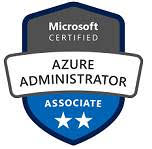 Microsoft
CERTIFIED
AZURE
ADMINISTRATOR
ASSOCIATE